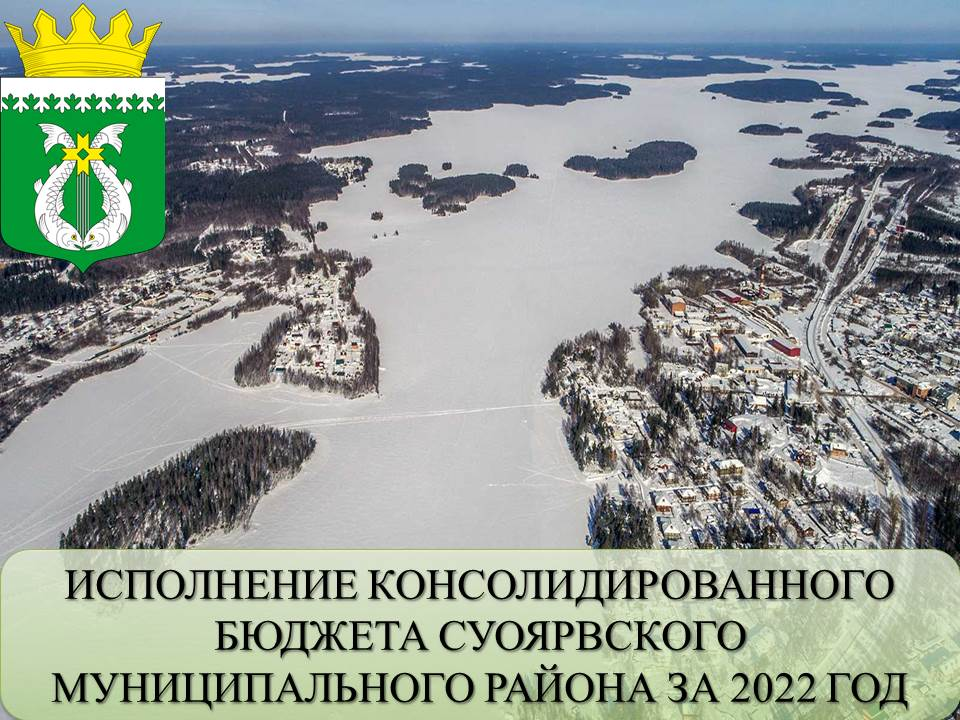 ИСПОЛНЕНИЕ КОНСОЛИДИРОВАННОГО
БЮДЖЕТА СУОЯРВСКОГО
МУНИЦИПАЛЬНОГО РАЙОНА ЗА 2022 ГОД